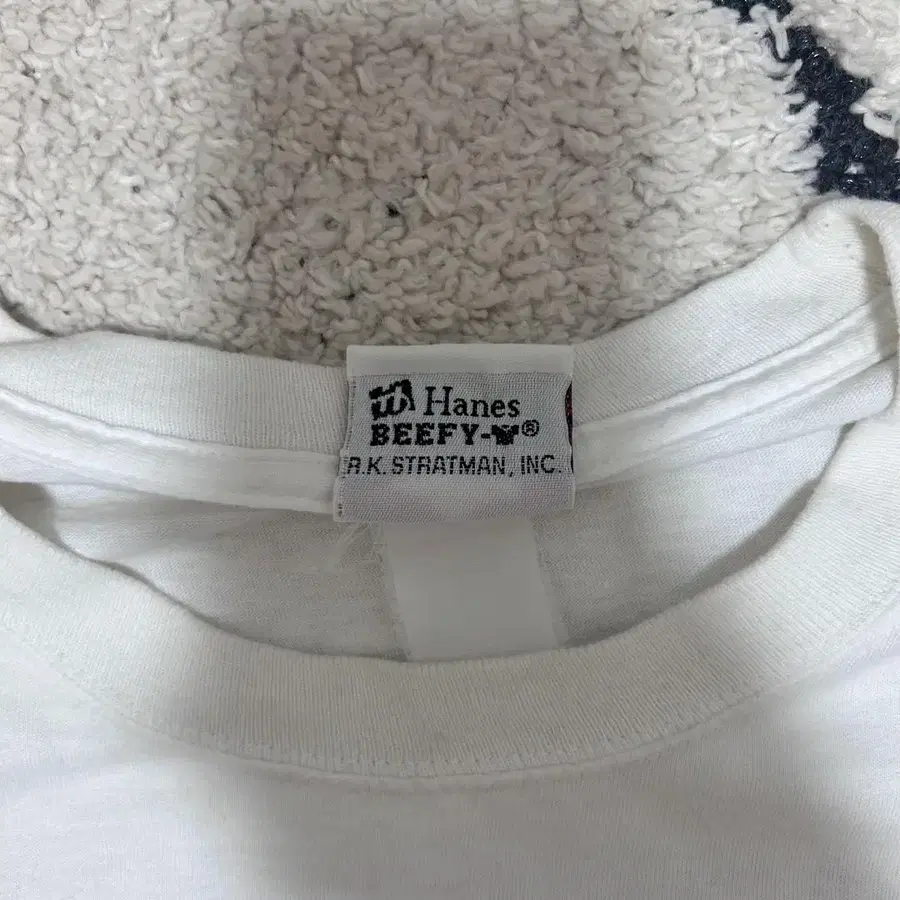 Hanes
BEEFY-T®
R.K. STRATMAN, INC.